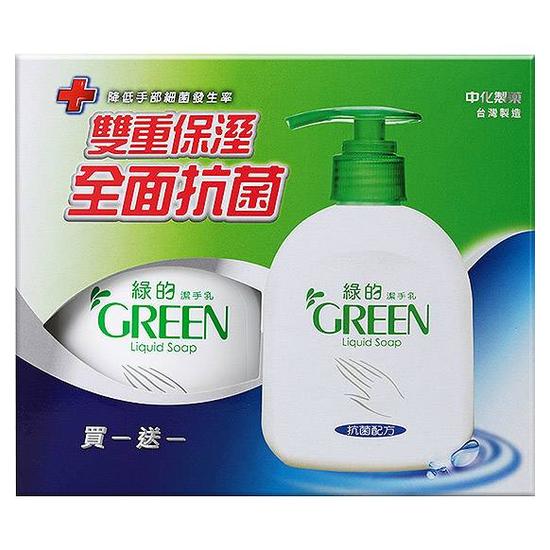 降低手部細菌發生率
雙重保溼
全面抗菌
中化製藥
台灣製造
綠的潔手乳
GREEN
Liquid Soap
買一送一
綠的潔手乳
GREEN
Liquid Soap
抗菌配方